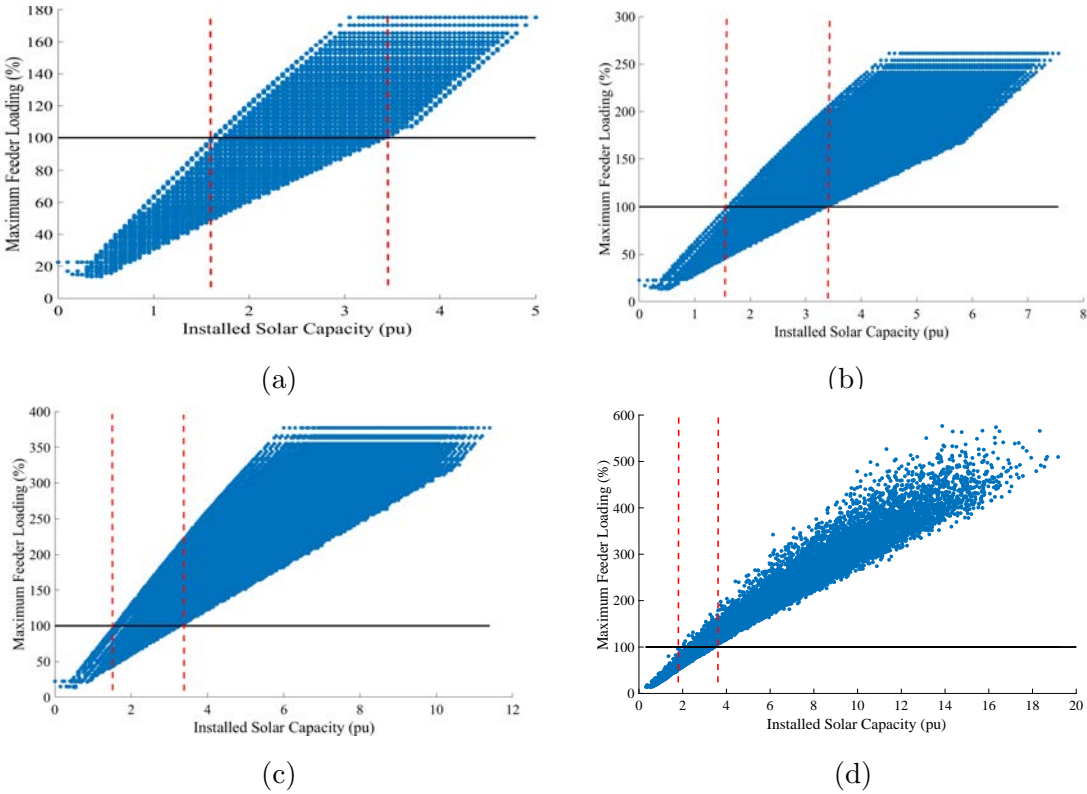 180
160
140
120
100
80
60
40
20
0
Maximum Feeder Loading (%)
0 1 2 3 4 5
Installed Solar Capacity (pu)
(a)
300
250
200
150
100
50
0
Maximum Feeder Loading (%)
0 1 2 3 4 5 6 7 8
Installed Solar Capacity (pu)
(b)
400
350
300
250
200
150
100
50
0
Maximum Feeder Loading (%)
0 2 4 6 8 10 12
Installed Solar Capacity (pu)
(c)
600
500
400
300
200
100
0
Maximum Feeder Loading (%)
0 2 4 6 8 10 12 14 16 18 20
Installed Solar Capacity (pu)
(d)